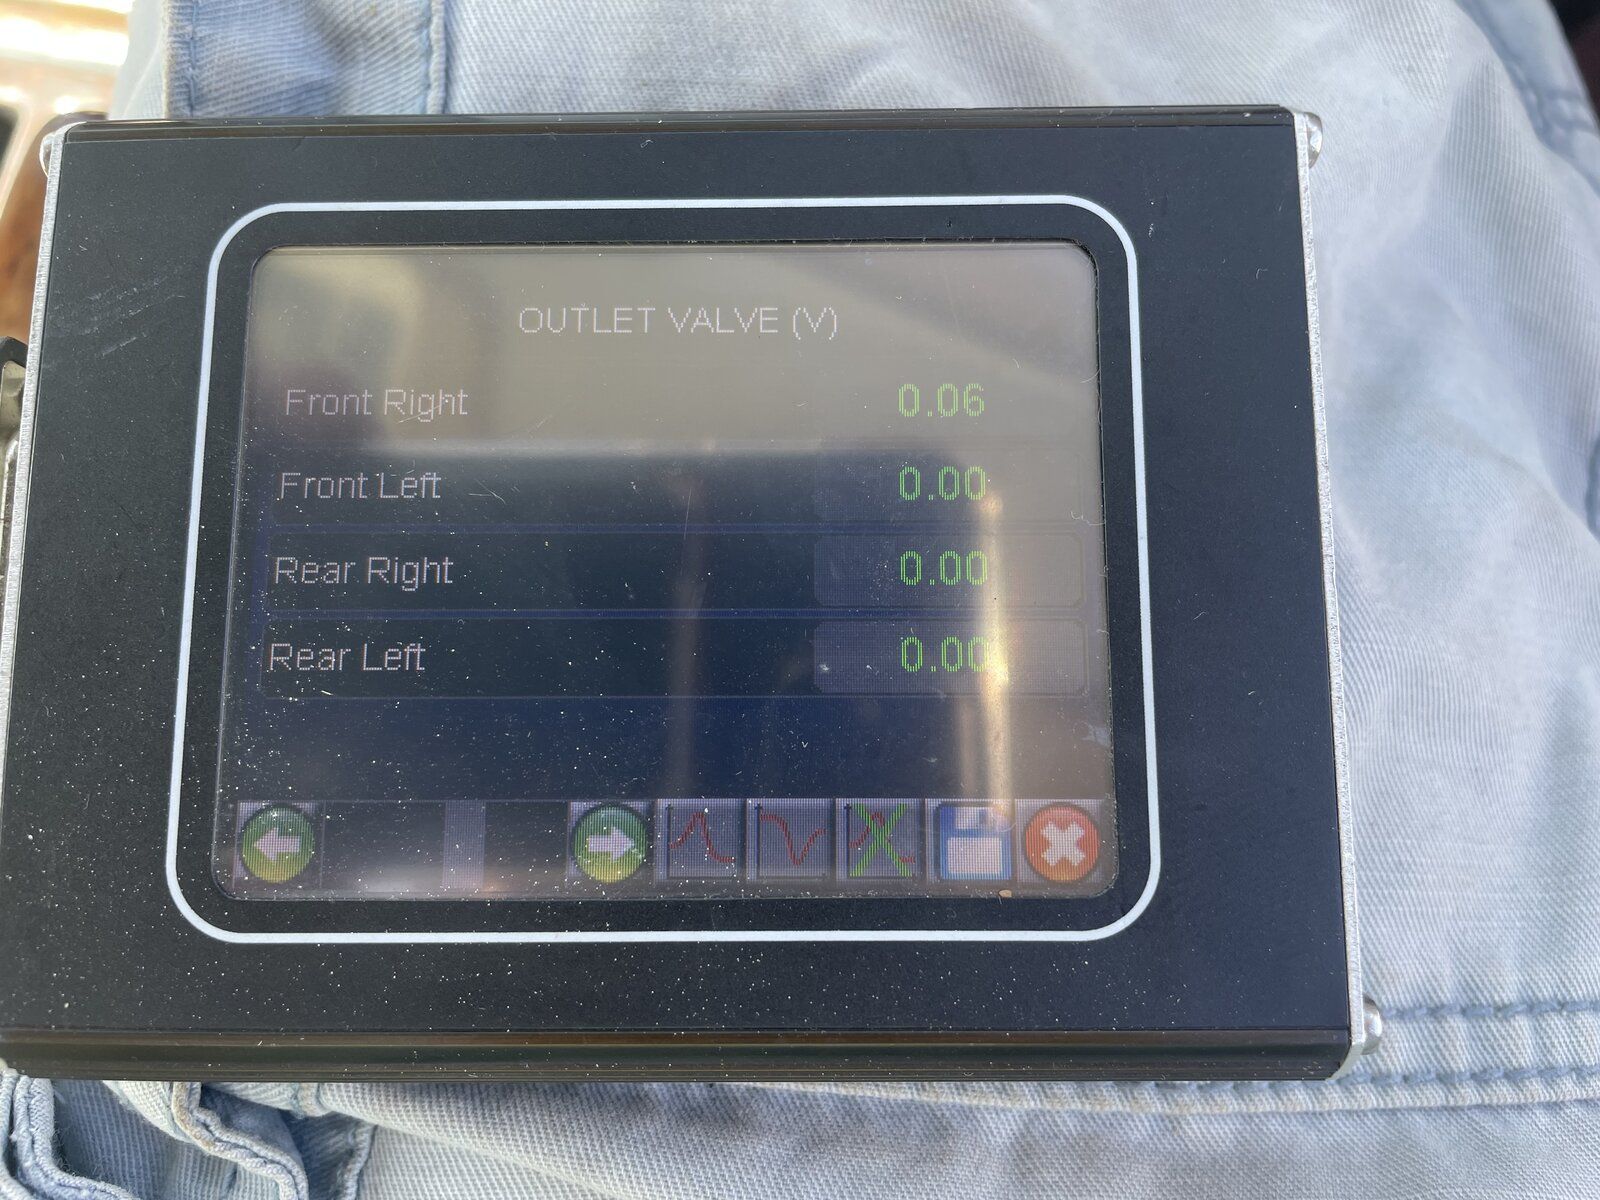 OUTLET VALVE (V)
Front Right 0.06
Front Left 0.00
Rear Right 0.00
Rear Left 0.00